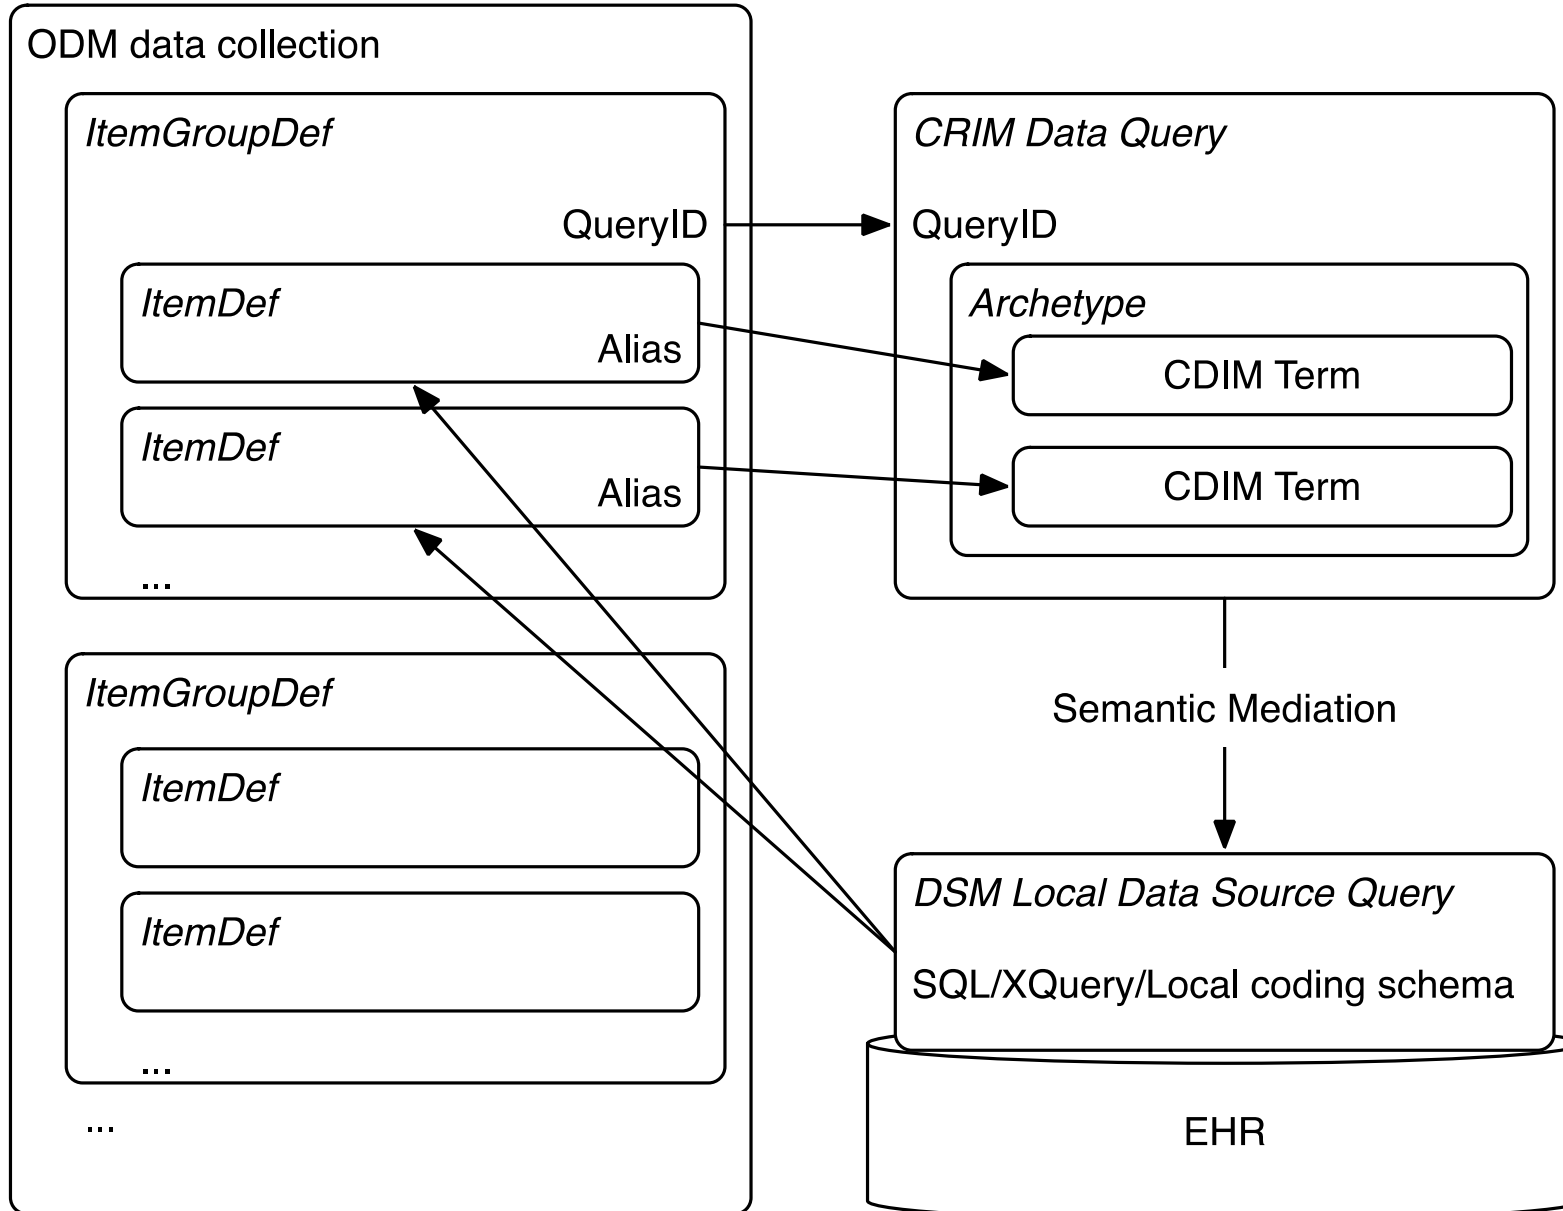 ODM data collection
ItemGroupDef
QueryID
ItemDef
Alias
ItemDef
Alias
...
ItemGroupDef
ItemDef
ItemDef
...
...
CRIM Data Query
QueryID
Archetype
CDIM Term
CDIM Term
Semantic Mediation
DSM Local Data Source Query
SQL/XQuery/Local coding schema
EHR